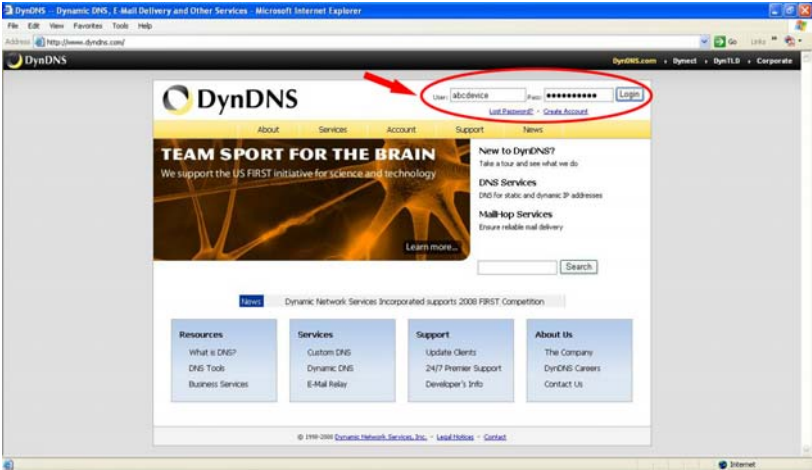 DynDNS -- Dynamic DNS, E-Mail Delivery and Other Services - Microsoft Internet Explorer
File Edit View Favorites Tools Help
Address http://www.dyndns.com/ Go Links »
DynDNS DynDNS.com Dynect DynTLD Corporate
DynDNS User: abcdevice Pass: ●●●●●●●●●● Login
Lost Password? - Create Account
About Services Account Support News
TEAM SPORT FOR THE BRAIN
We support the US FIRST initiative for science and technology
Learn more...
New to DynDNS?
Take a tour and see what we do
DNS Services
DNS for static and dynamic IP addresses
MailHop Services
Ensure reliable mail delivery
Search
News Dynamic Network Services Incorporated supports 2008 FIRST Competition
Resources
What is DNS?
DNS Tools
Business Services
Services
Custom DNS
Dynamic DNS
E-Mail Relay
Support
Update Clients
24/7 Premier Support
Developer's Info
About Us
The Company
DynDNS Careers
Contact Us
© 1998-2008 Dynamic Network Services, Inc. - Legal Notices - Contact
Internet